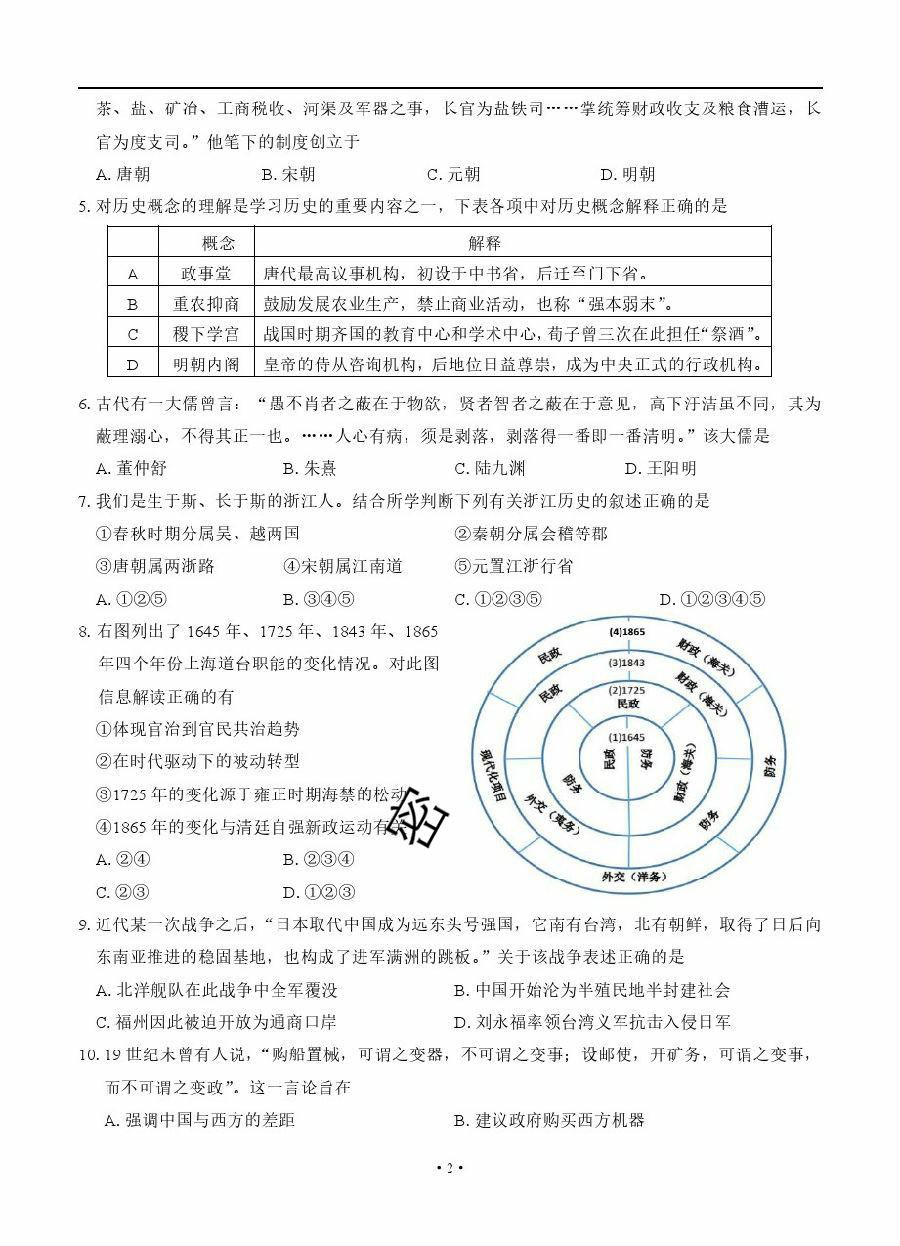 茶、盐、矿冶、工商税收、河渠及军器之事，长官为盐铁司……掌统筹财政收支及粮食漕运，长
官为度支司。”他笔下的制度创立于
A. 唐朝 B. 宋朝 C. 元朝 D. 明朝
5. 对历史概念的理解是学习历史的重要内容之一，下表各项中对历史概念解释正确的是
概念 解释
A 政事堂 唐代最高议事机构，初设于中书省，后迁至门下省。
B 重农抑商 鼓励发展农业生产，禁止商业活动，也称“强本弱末”。
C 稷下学宫 战国时期齐国的教育中心和学术中心，荀子曾三次在此担任“祭酒”。
D 明朝内阁 皇帝的侍从咨询机构，后地位日益尊崇，成为中央正式的行政机构。
6. 古代有一大儒曾言：“愚不肖者之蔽在于物欲，贤者智者之蔽在于意见，高下汙洁虽不同，其为
蔽理溺心，不得其正一也。……人心有病，须是剥落，剥落得一番即一番清明。”该大儒是
A. 董仲舒 B. 朱熹 C. 陆九渊 D. 王阳明
7. 我们是生于斯、长于斯的浙江人。结合所学判断下列有关浙江历史的叙述正确的是
①春秋时期分属吴、越两国 ②秦朝分属会稽等郡
③唐朝属两浙路 ④宋朝属江南道 ⑤元置江浙行省
A. ①②⑤ B. ③④⑤ C. ①②③⑤ D. ①②③④⑤
8. 右图列出了 1645 年、1725 年、1843 年、1865
年四个年份上海道台职能的变化情况。对此图
信息解读正确的有
①体现官治到官民共治趋势
②在时代驱动下的被动转型
③1725 年的变化源于雍正时期海禁的松动
④1865 年的变化与清廷自强新政运动有关
A. ②④ B. ②③④
C. ②③ D. ①②③
密
(4)1865
民政
财政（海关）
现代化项目
防务
外交（洋务）
(3)1843
民政
财政（海关）
外交（夷务）
防务
(2)1725
民政
防务
财政（海关）
(1)1645
民政
防务
9. 近代某一次战争之后，“日本取代中国成为远东头号强国，它南有台湾，北有朝鲜，取得了日后向
东南亚推进的稳固基地，也构成了进军满洲的跳板。”关于该战争表述正确的是
A. 北洋舰队在此战争中全军覆没 B. 中国开始沦为半殖民地半封建社会
C. 福州因此被迫开放为通商口岸 D. 刘永福率领台湾义军抗击入侵日军
10. 19 世纪末曾有人说，“购船置械，可谓之变器，不可谓之变事；设邮使，开矿务，可谓之变事，
而不可谓之变政”。这一言论旨在
A. 强调中国与西方的差距 B. 建议政府购买西方机器
• 2 •